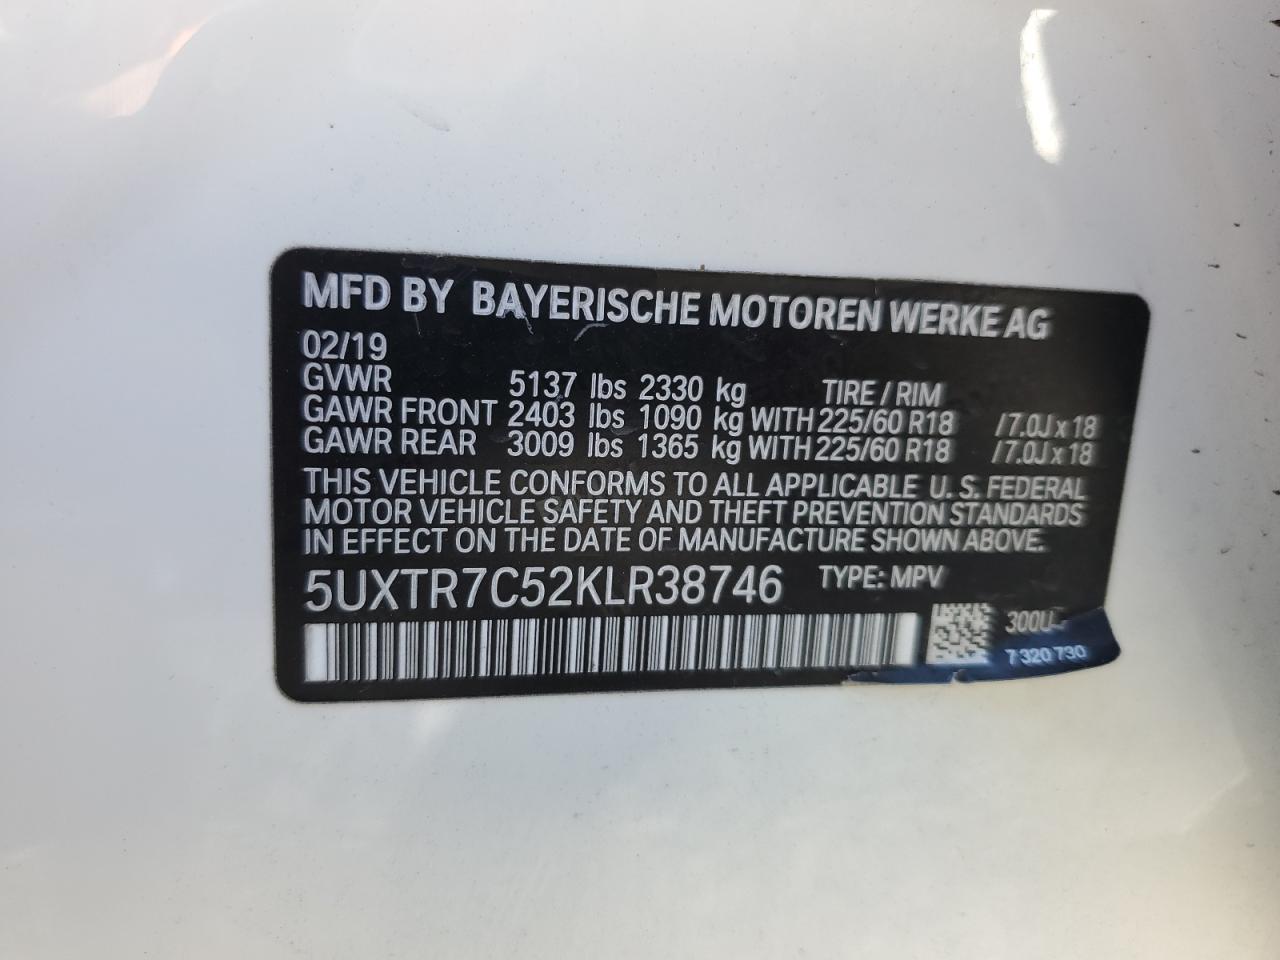 MFD BY BAYERISCHE MOTOREN WERKE AG
02/19
GVWR 5137 lbs 2330 kg TIRE / RIM
GAWR FRONT 2403 lbs 1090 kg WITH 225/60 R18 /7.0J x 18
GAWR REAR 3009 lbs 1365 kg WITH 225/60 R18 /7.0J x 18
THIS VEHICLE CONFORMS TO ALL APPLICABLE U.S. FEDERAL
MOTOR VEHICLE SAFETY AND THEFT PREVENTION STANDARDS
IN EFFECT ON THE DATE OF MANUFACTURE SHOWN ABOVE.
5UXTR7C52KLR38746 TYPE: MPV
7 320 730